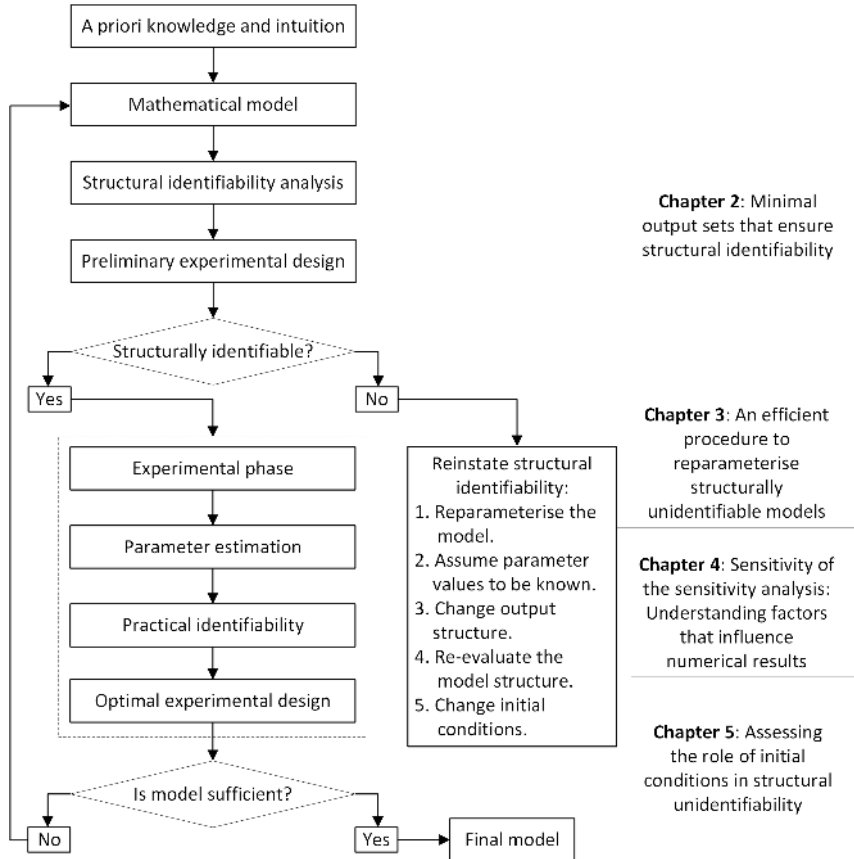 A priori knowledge and intuition
Mathematical model
Structural identifiability analysis
Preliminary experimental design
Structurally identifiable?
Yes
No
Experimental phase
Parameter estimation
Practical identifiability
Optimal experimental design
Is model sufficient?
No
Yes
Final model
Reinstate structural
identifiability:
1. Reparameterise the
model.
2. Assume parameter
values to be known.
3. Change output
structure.
4. Re-evaluate the
model structure.
5. Change initial
conditions.
Chapter 2: Minimal
output sets that ensure
structural identifiability
Chapter 3: An efficient
procedure to
reparameterise
structurally
unidentifiable models
Chapter 4: Sensitivity of
the sensitivity analysis:
Understanding factors
that influence
numerical results
Chapter 5: Assessing
the role of initial
conditions in structural
unidentifiability